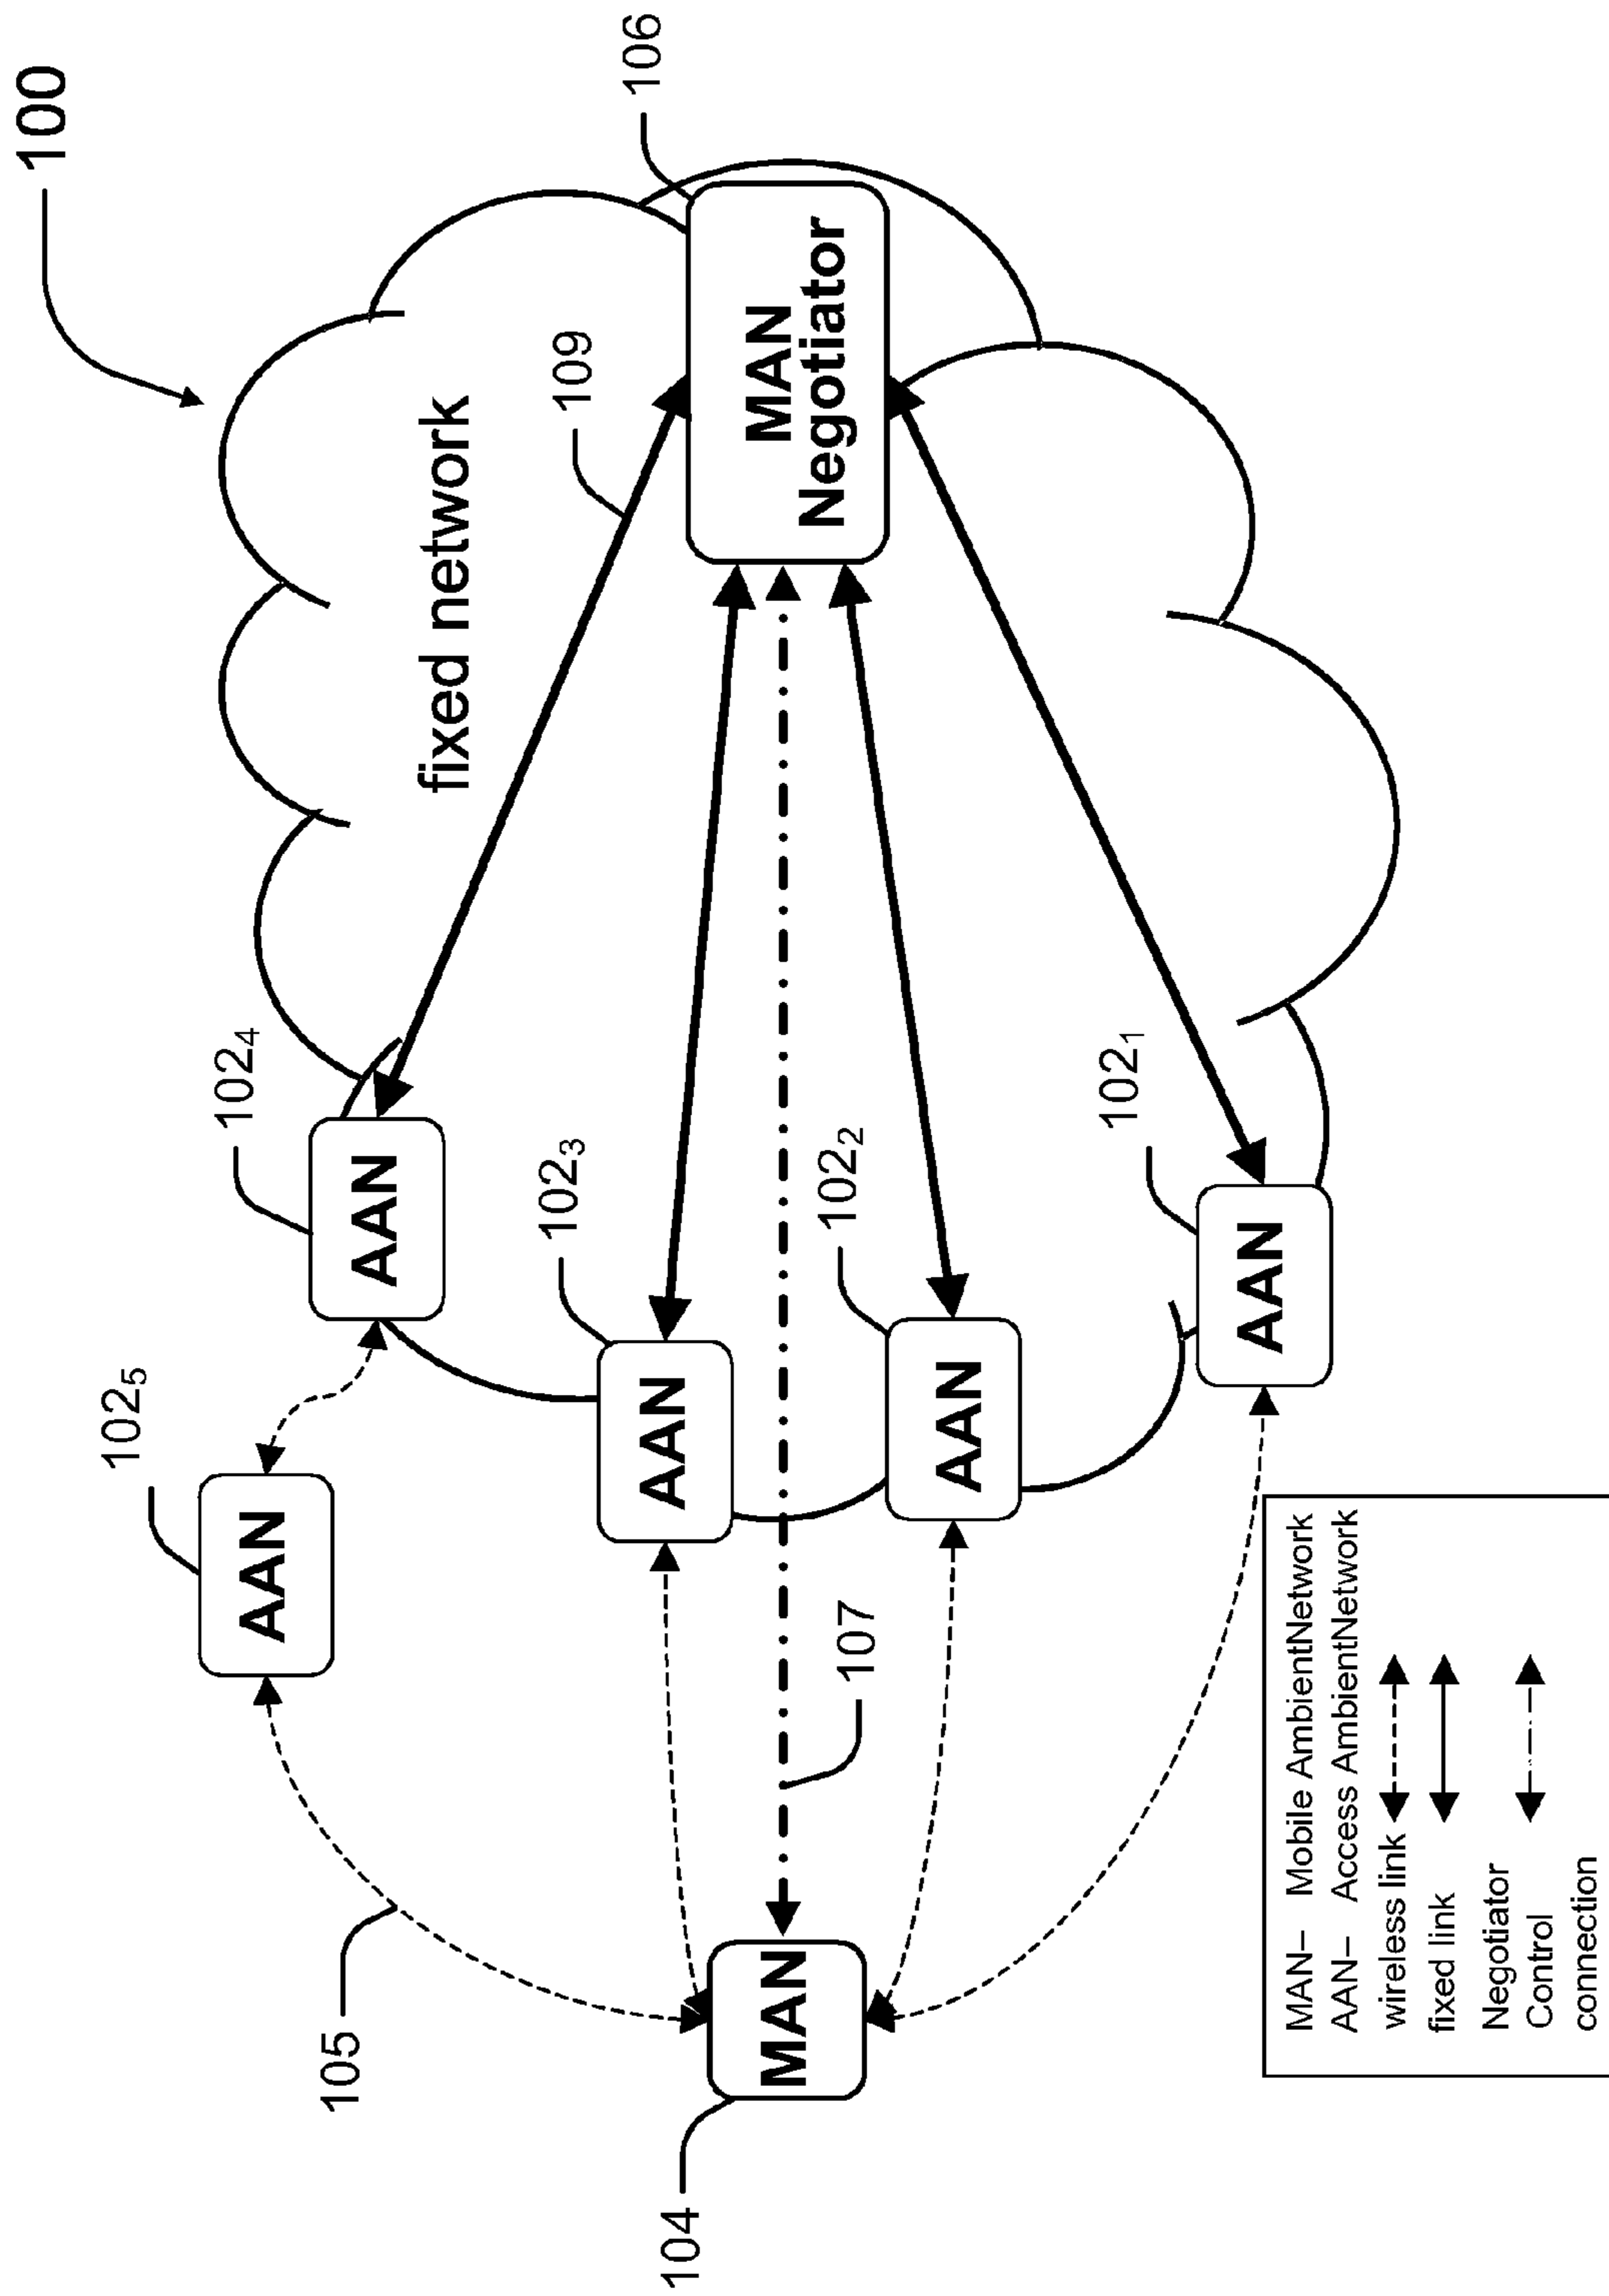 100
106
fixed network
109
MAN
Negotiator
102₄
AAN
102₅
AAN
102₃
AAN
102₂
AAN
102₁
AAN
105
107
104
MAN
MAN– Mobile AmbientNetwork
AAN– Access AmbientNetwork
wireless link
fixed link
Negotiator
Control
connection